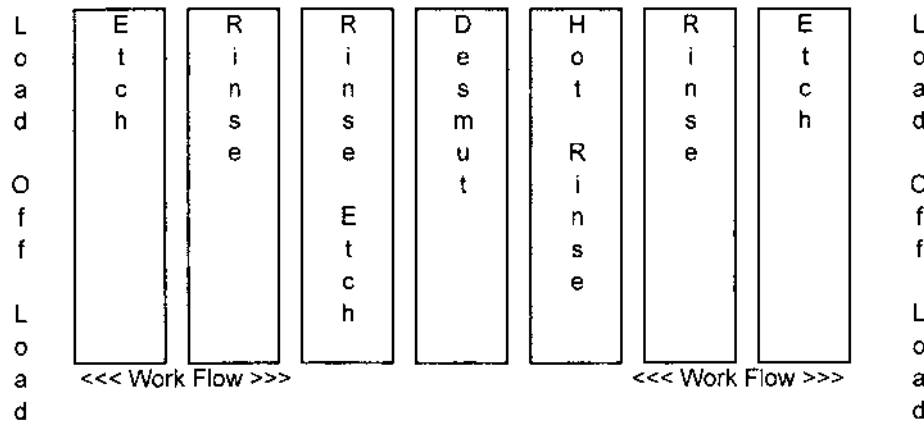 Load Off Load
Etch
Rinse
Rinse Etch
Desmut
Hot Rinse
Rinse
Etch
Load Off Load
<<< Work Flow >>>
<<< Work Flow >>>